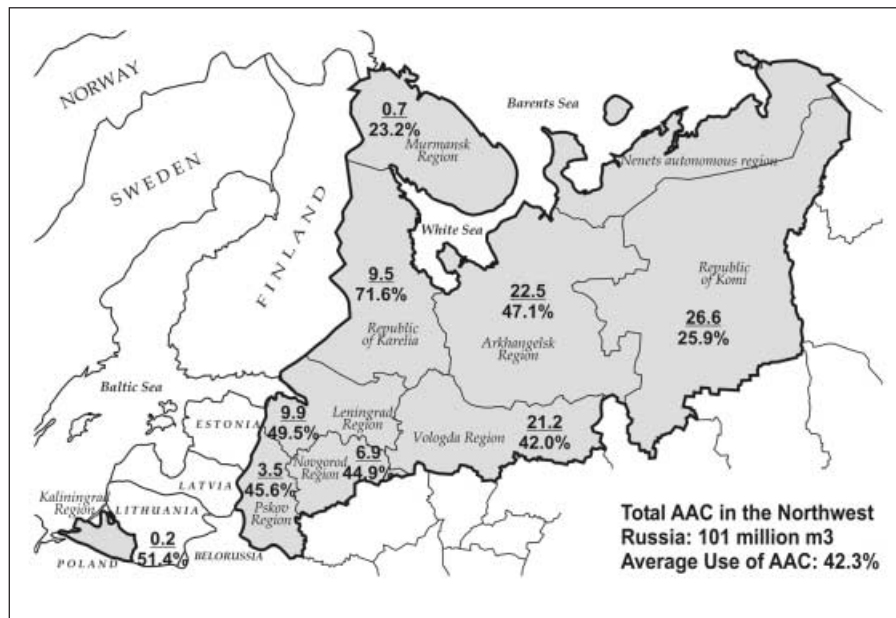 NORWAY
SWEDEN
FINLAND
0.7
23.2%
Murmansk
Region
Barents Sea
Nenets autonomous region
White Sea
9.5
71.6%
Republic
of Karelia
22.5
47.1%
Arkhangelsk
Region
Republic
of Komi
26.6
25.9%
Baltic Sea
ESTONIA
9.9
49.5%
Leningrad
Region
Vologda Region
21.2
42.0%
LATVIA
3.5
45.6%
Pskov
Region
Novgorod
Region
6.9
44.9%
Kaliningrad
Region
LITHUANIA
0.2
51.4%
POLAND
BELORUSSIA
Total AAC in the Northwest
Russia: 101 million m3
Average Use of AAC: 42.3%